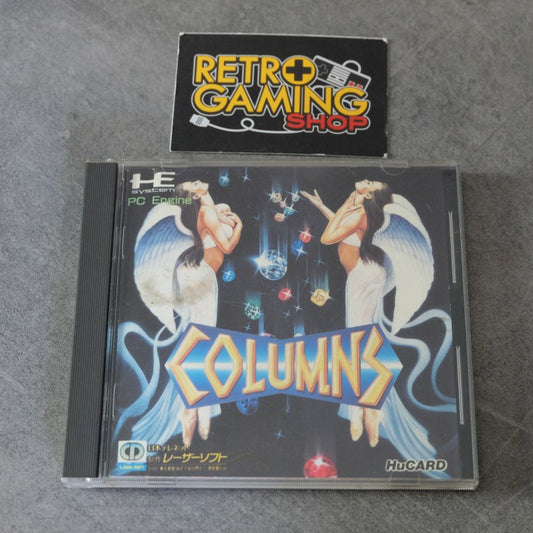 RETRO
GAMING
SHOP
HE
system
PC Engine
COLUMNS
日本テレネット
レーザーソフト
HuCARD